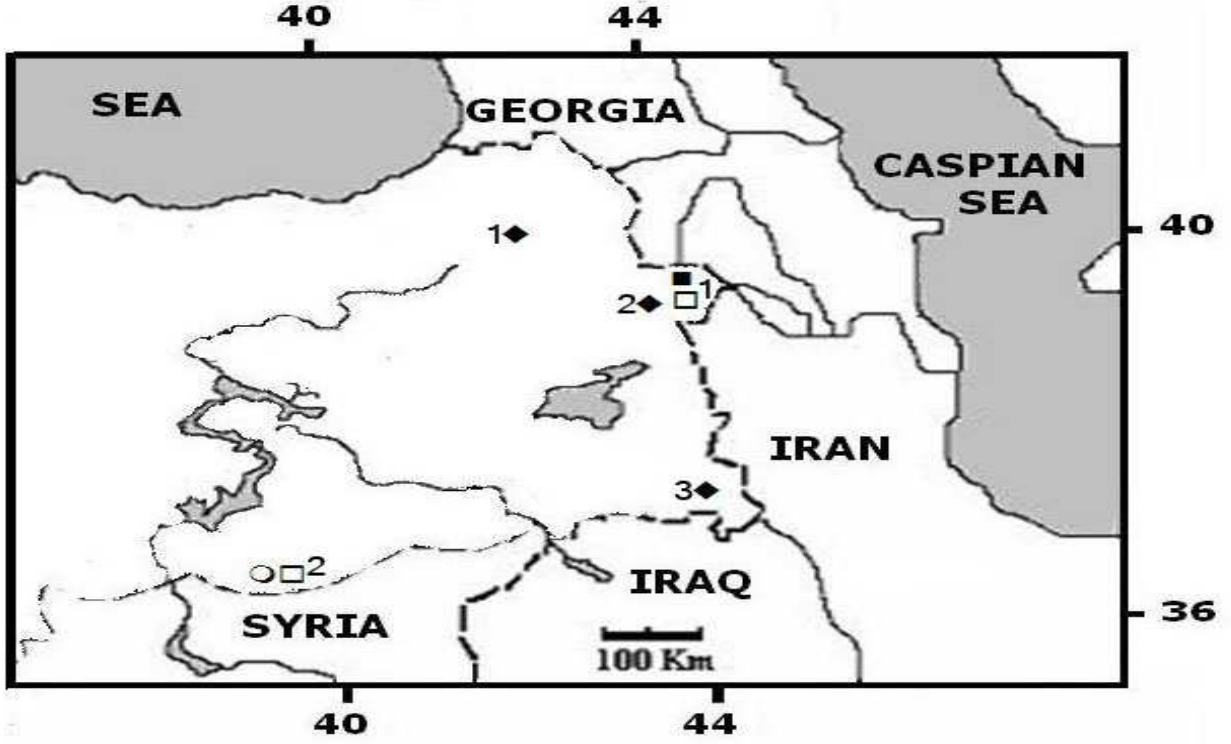 40 44
SEA
GEORGIA
CASPIAN
SEA
1
40
1
2
IRAN
3
2
IRAQ
SYRIA
36
100 Km
40 44